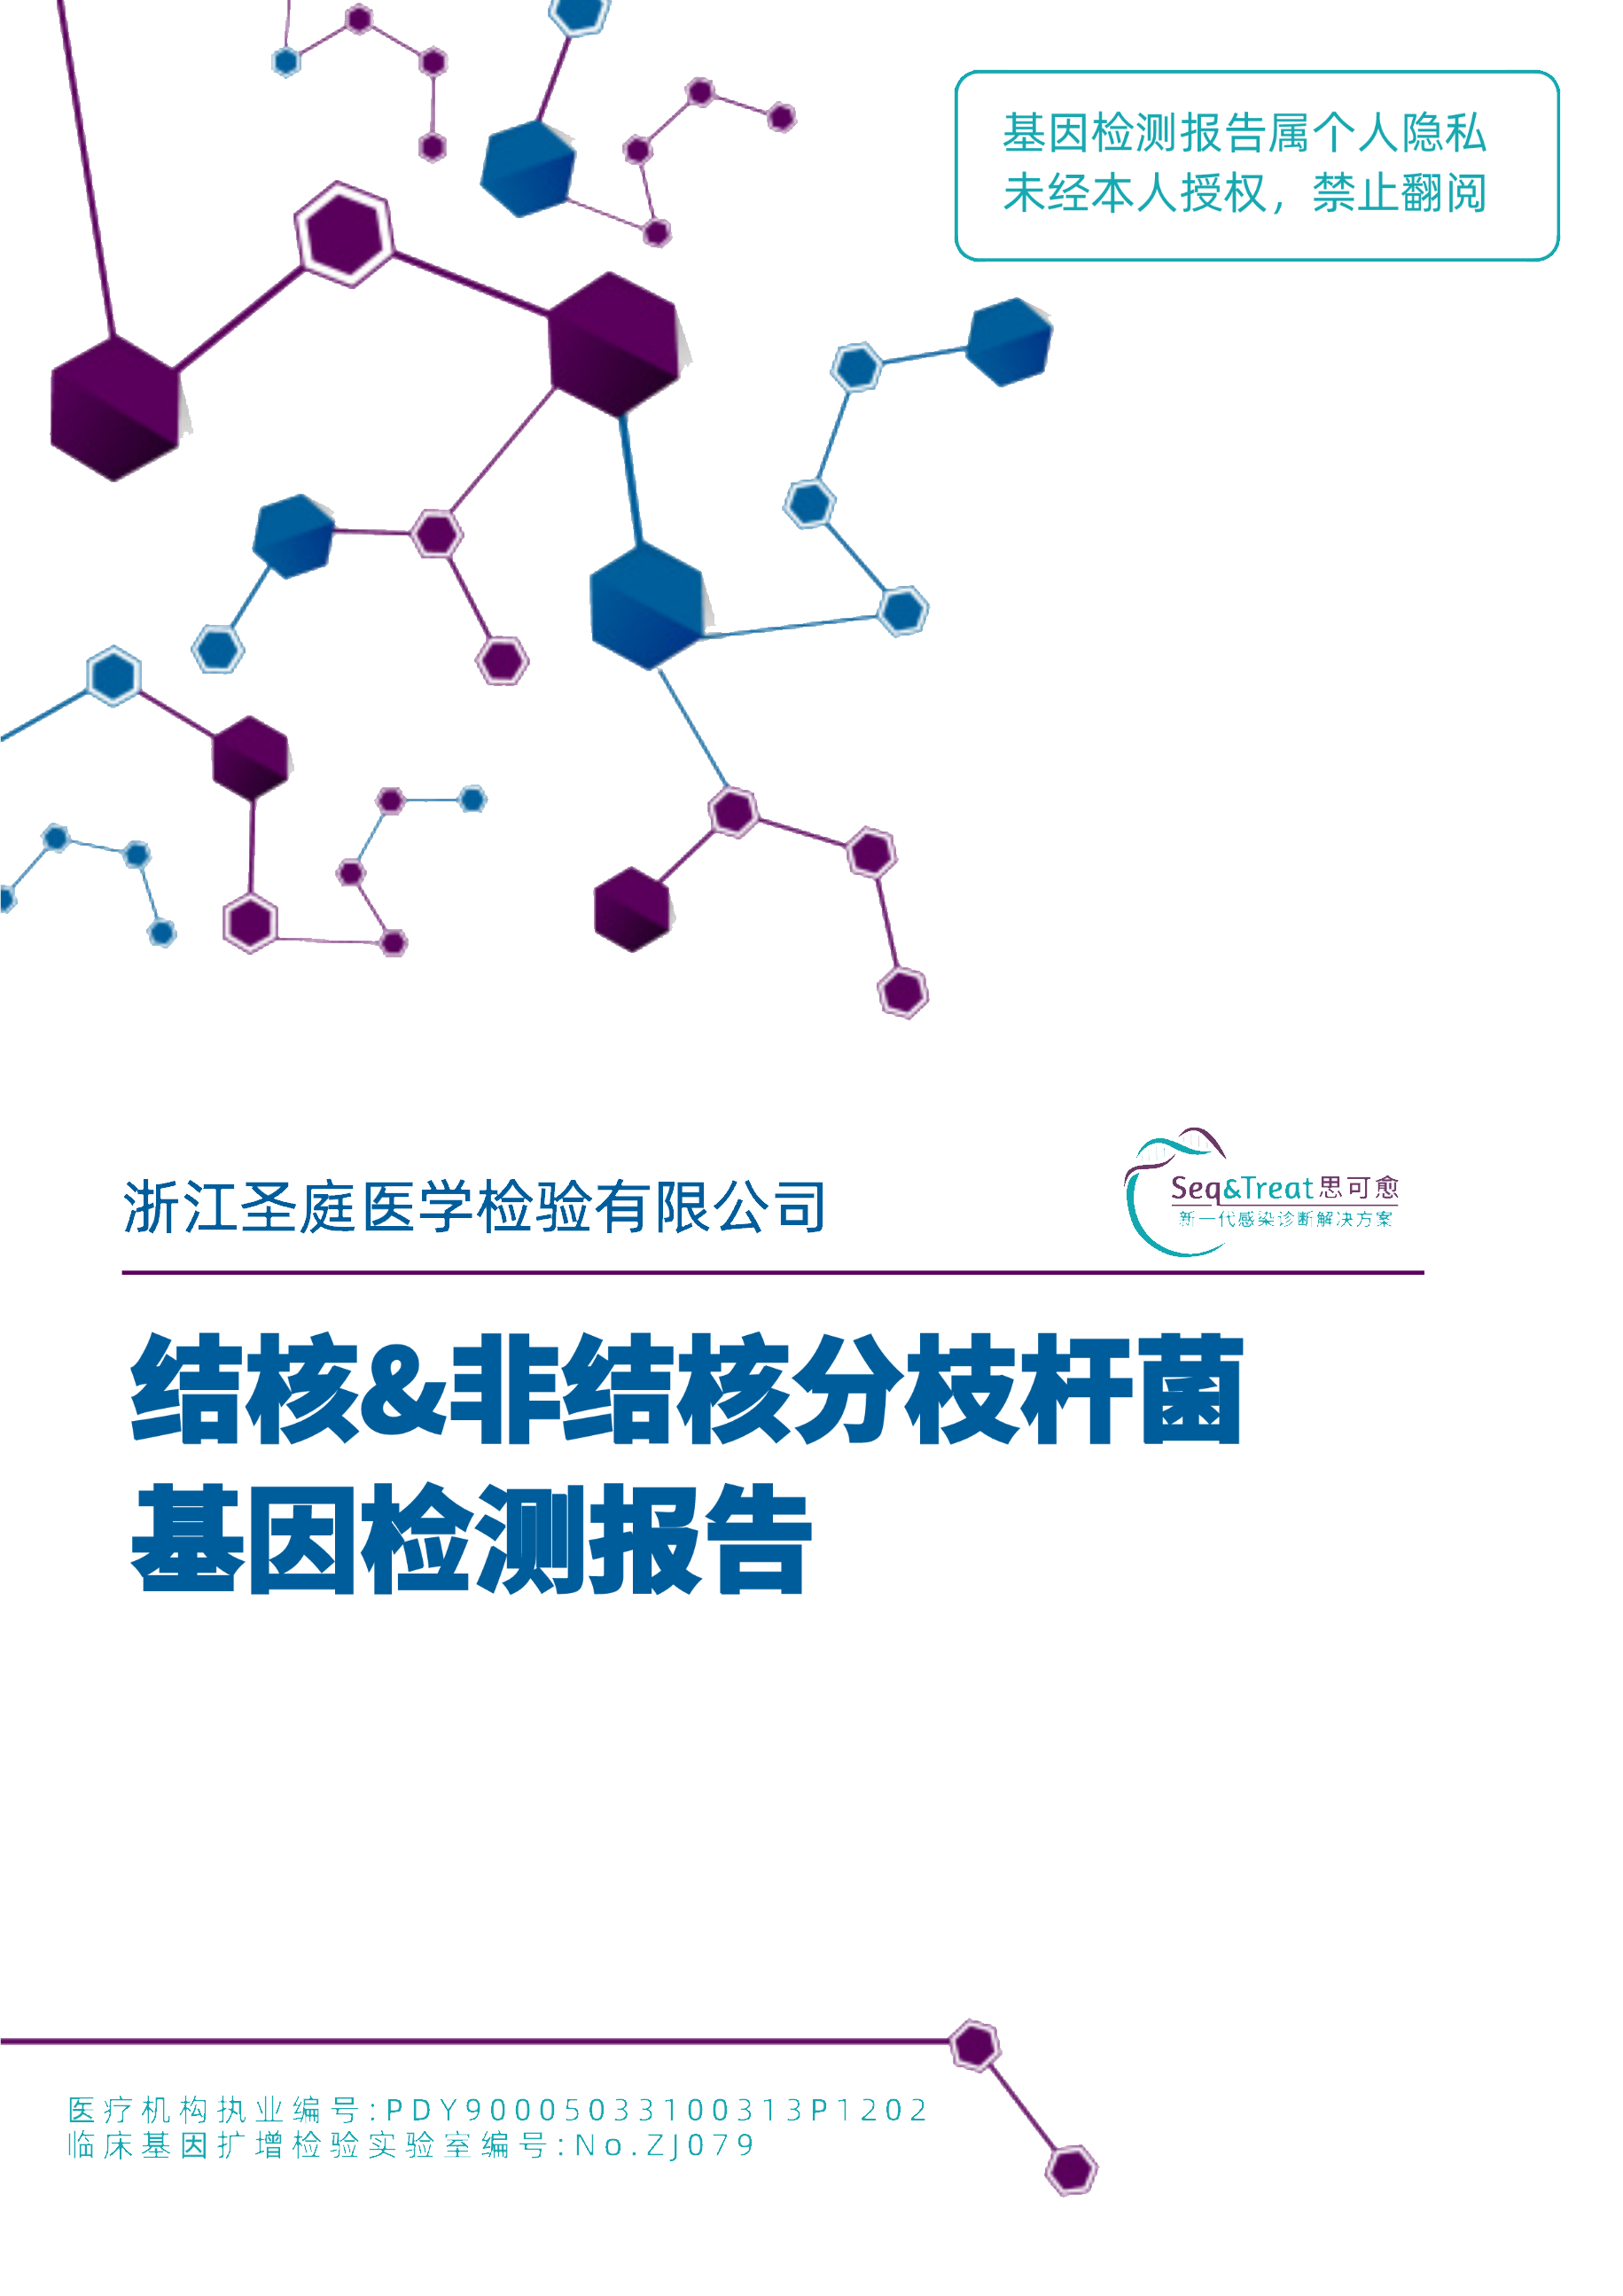 基因检测报告属个人隐私
未经本人授权，禁止翻阅
浙江圣庭医学检验有限公司
Seq&Treat思可愈
新一代感染诊断解决方案
结核&非结核分枝杆菌
基因检测报告
医疗机构执业编号:PDY90005033100313P1202
临床基因扩增检验实验室编号:No.ZJ079